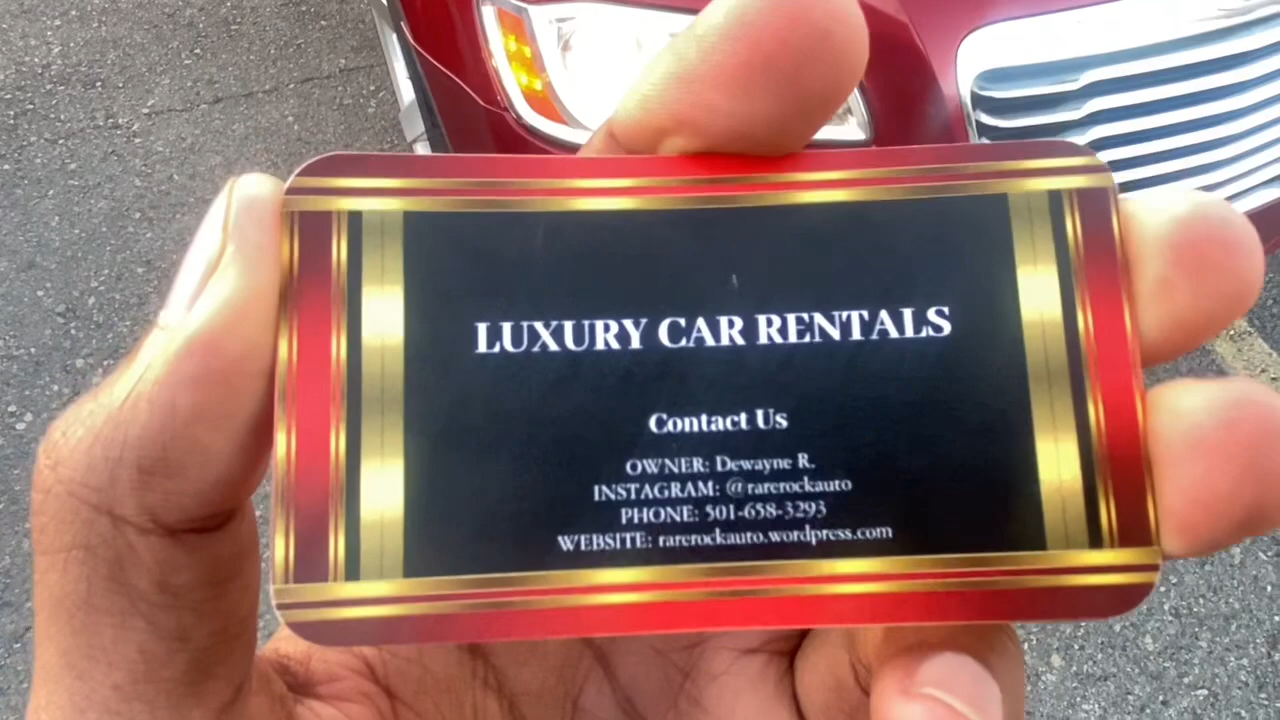 LUXURY CAR RENTALS
Contact Us
OWNER: Dewayne R.
INSTAGRAM: @rarerockauto
PHONE: 501-658-3293
WEBSITE: rarerockauto.wordpress.com